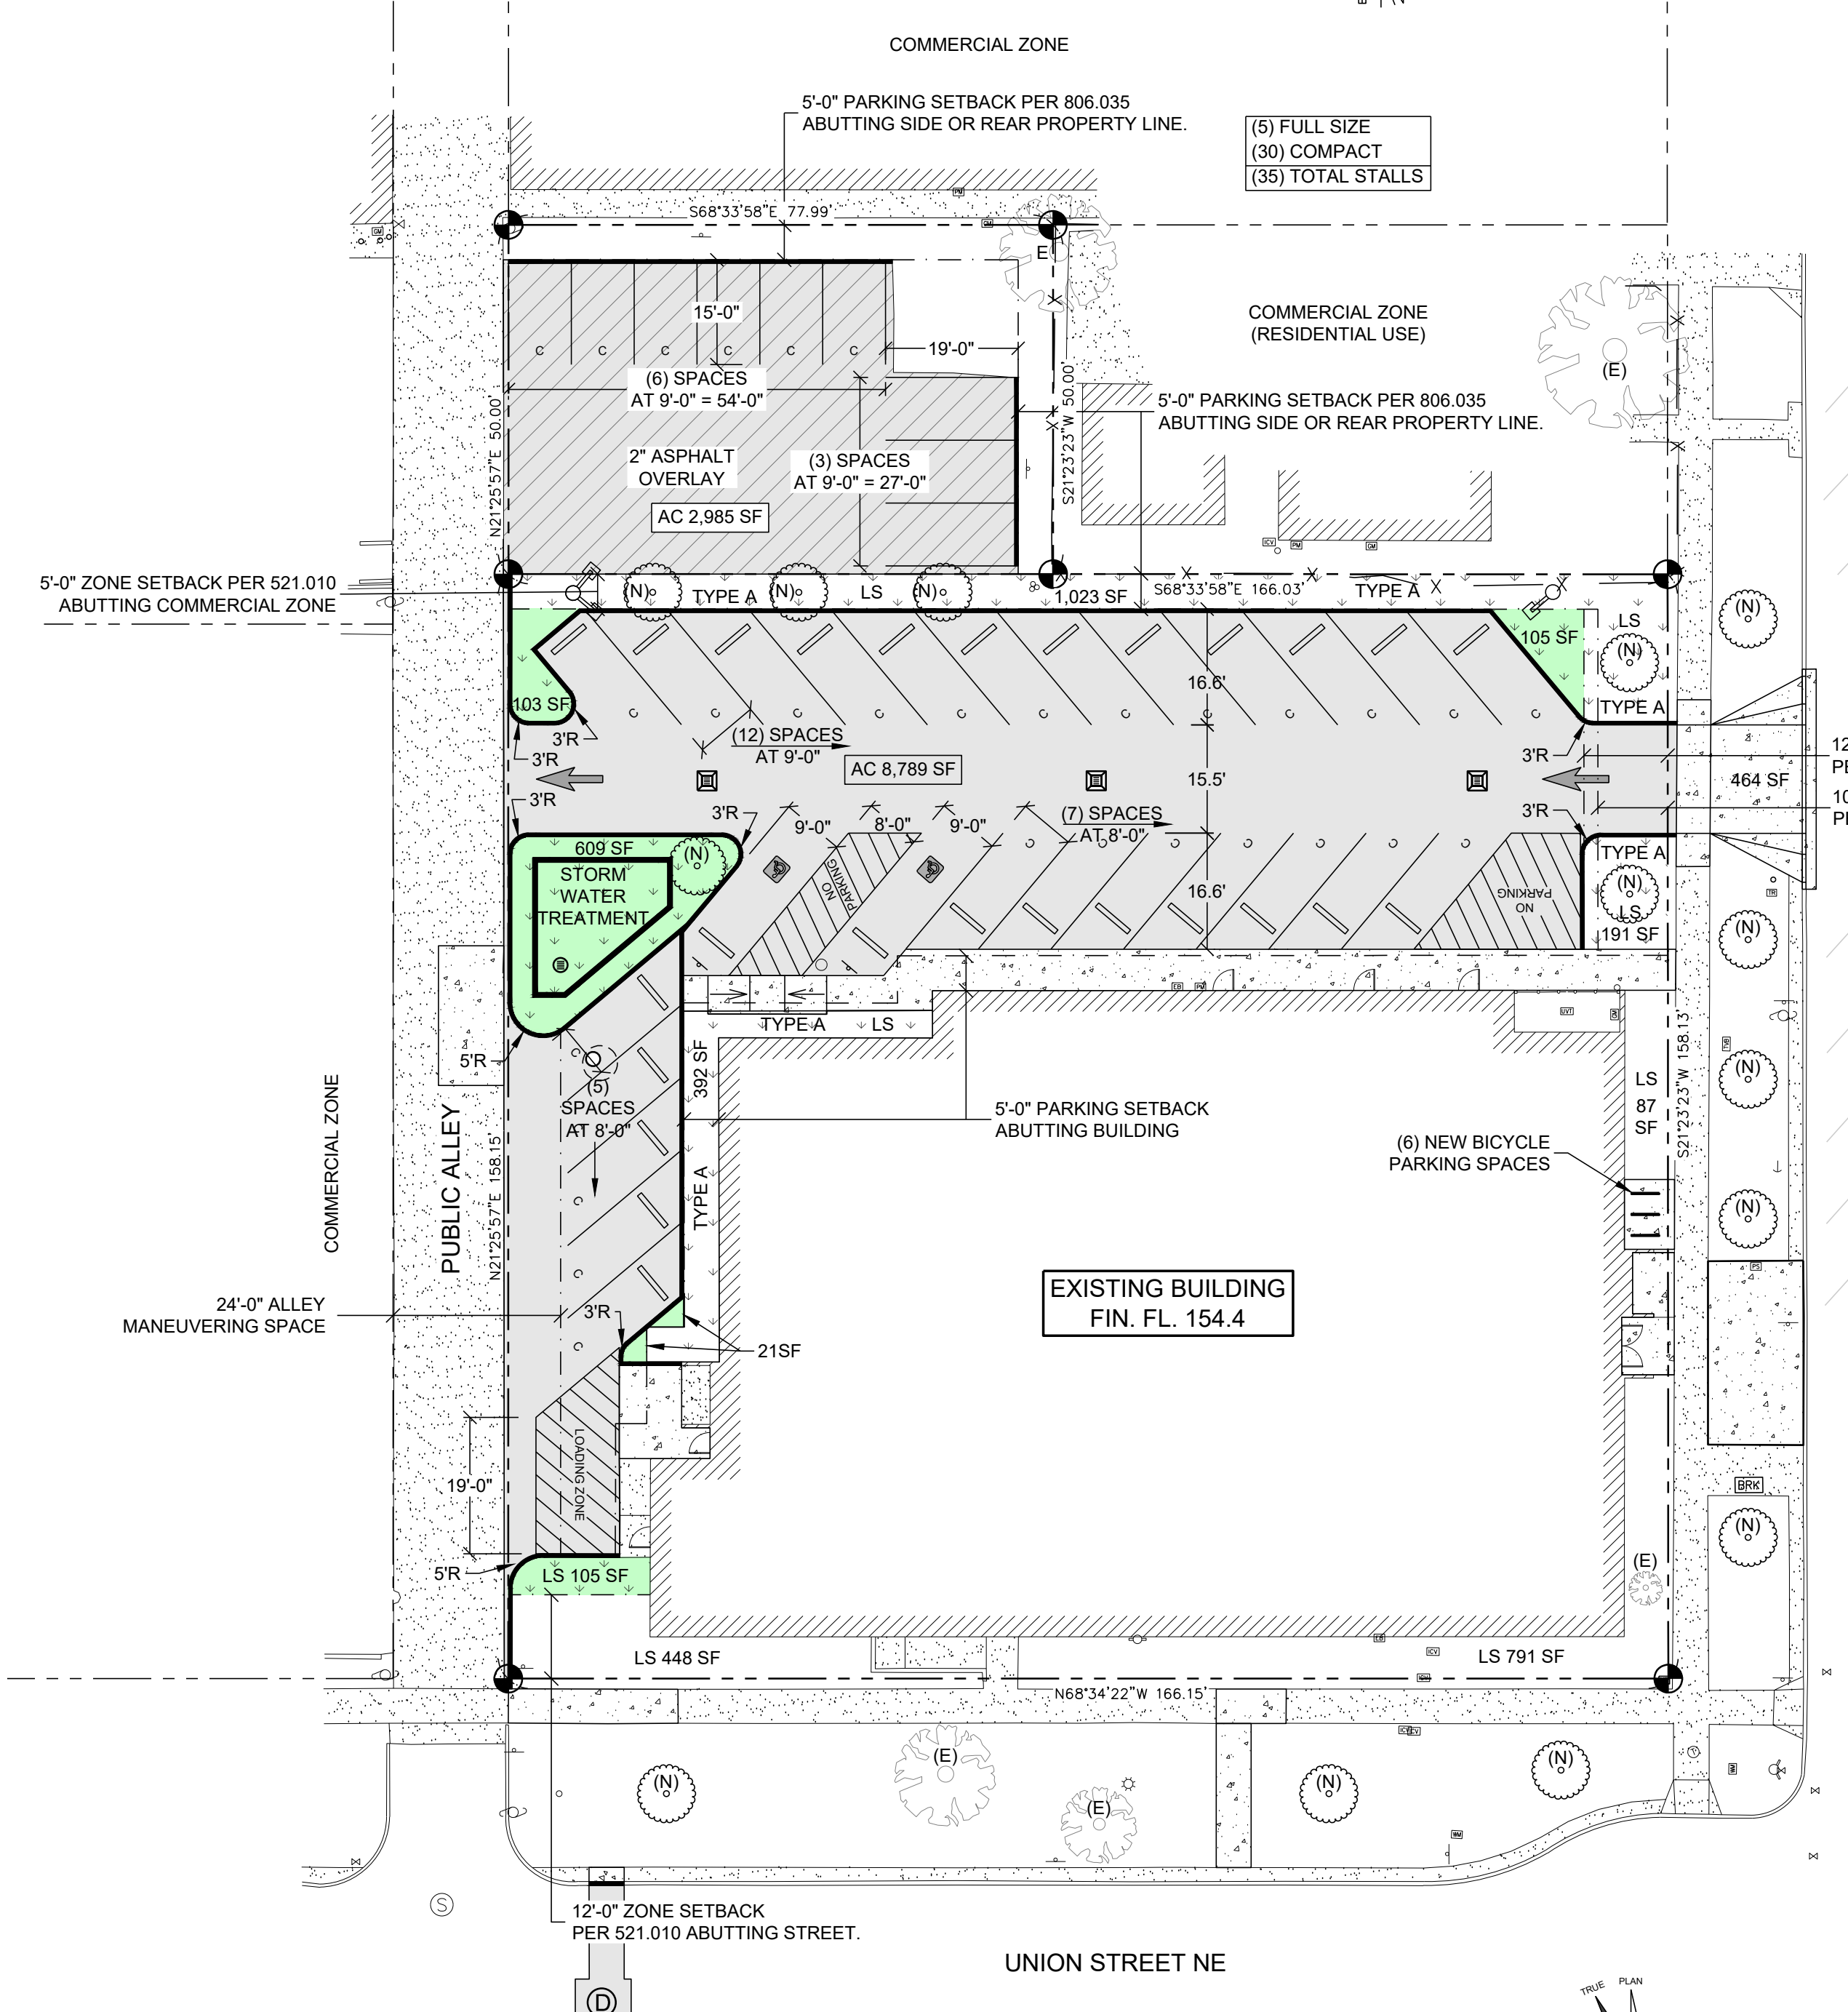 COMMERCIAL ZONE
5'-0" PARKING SETBACK PER 806.035
ABUTTING SIDE OR REAR PROPERTY LINE.
(5) FULL SIZE
(30) COMPACT
(35) TOTAL STALLS
S68°33'58"E 77.99'
E
15'-0"
C C C C C C
19'-0"
(6) SPACES
AT 9'-0" = 54'-0"
COMMERCIAL ZONE
(RESIDENTIAL USE)
(E)
5'-0" PARKING SETBACK PER 806.035
ABUTTING SIDE OR REAR PROPERTY LINE.
N21°25'57"E 50.00'
S21°23'23"W 50.00'
2" ASPHALT
OVERLAY
(3) SPACES
AT 9'-0" = 27'-0"
AC 2,985 SF
5'-0" ZONE SETBACK PER 521.010
ABUTTING COMMERCIAL ZONE
(N)
TYPE A
(N)
LS
(N)
1,023 SF
S68°33'58"E 166.03'
TYPE A
(N)
105 SF
LS
(N)
TYPE A
103 SF
3'R
3'R
16.6'
C C C C C C C C C C C C
(12) SPACES
AT 9'-0"
AC 8,789 SF
15.5'
3'R
464 SF
12
PE
10
PE
3'R
3'R
3'R
9'-0"
8'-0"
9'-0"
(7) SPACES
AT 8'-0"
C C C C C C C
609 SF
(N)
STORM
WATER
TREATMENT
NO
PARKING
16.6'
NO
PARKING
TYPE A
(N)
LS
191 SF
(N)
TYPE A
LS
392 SF
5'R
(5)
SPACES
AT 8'-0"
C C C C C
TYPE A
5'-0" PARKING SETBACK
ABUTTING BUILDING
(6) NEW BICYCLE
PARKING SPACES
LS
87
SF
S21°23'23"W 158.13'
(N)
(N)
COMMERCIAL ZONE
PUBLIC ALLEY
N21°25'57"E 158.15'
24'-0" ALLEY
MANEUVERING SPACE
3'R
21SF
EXISTING BUILDING
FIN. FL. 154.4
19'-0"
LOADING ZONE
BRK
(N)
5'R
LS 105 SF
(E)
LS 448 SF
LS 791 SF
N68°34'22"W 166.15'
(N)
(E)
(E)
(N)
(N)
S
12'-0" ZONE SETBACK
PER 521.010 ABUTTING STREET.
UNION STREET NE
D
TRUE
PLAN